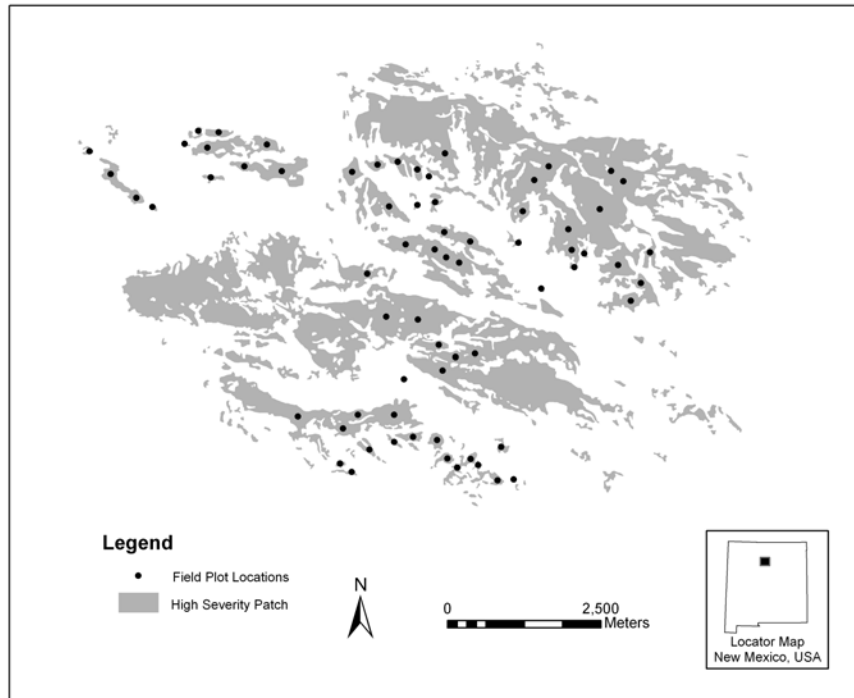 Legend
Field Plot Locations
High Severity Patch
N
0 2,500
Meters
Locator Map
New Mexico, USA